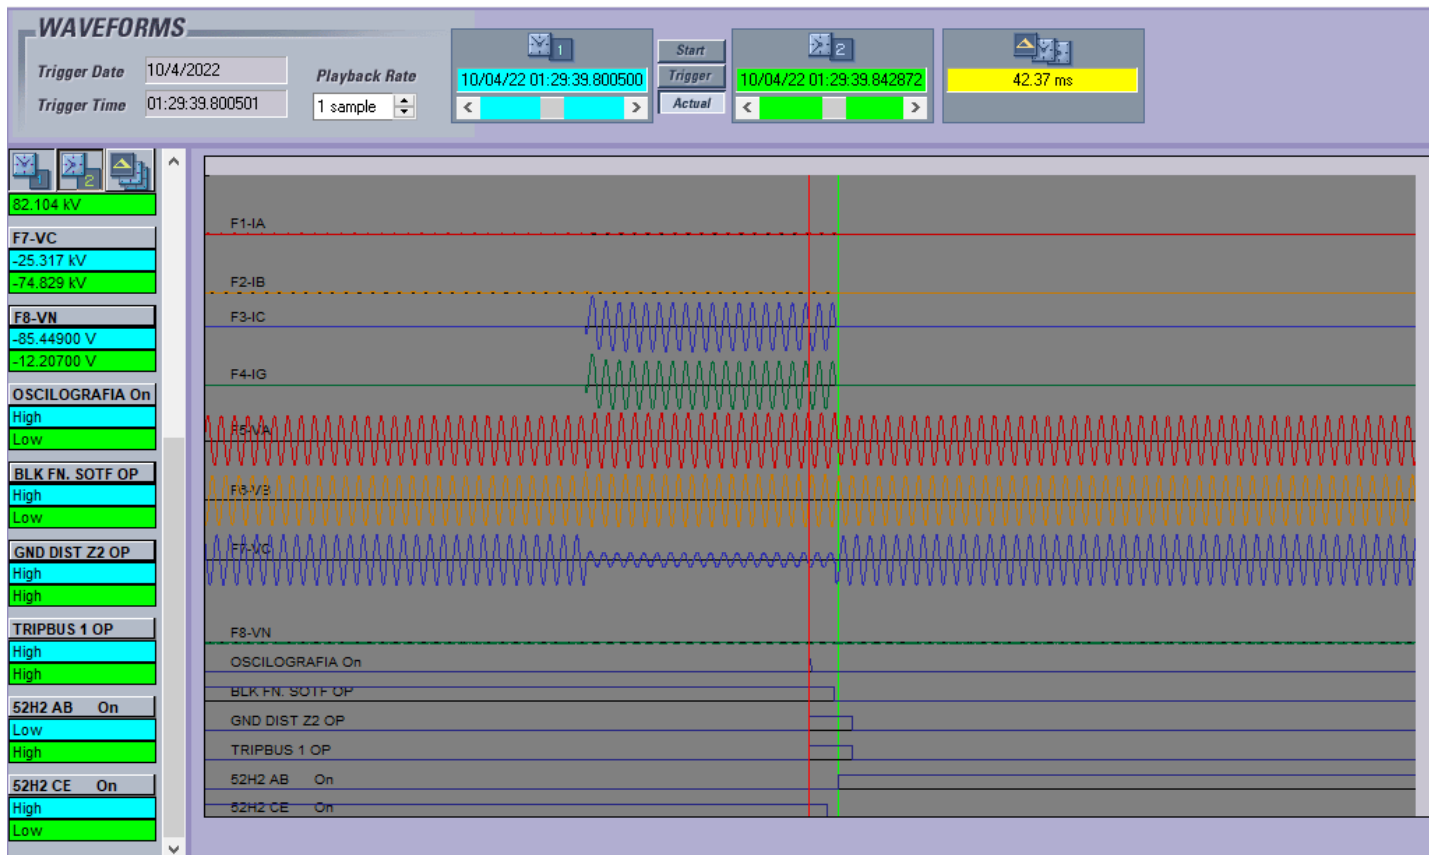 WAVEFORMS
Trigger Date 10/4/2022
Trigger Time 01:29:39.800501
Playback Rate
1 sample
1
10/04/22 01:29:39.800500
Start
Trigger
Actual
2
10/04/22 01:29:39.842872
42.37 ms
1
2
82.104 kV
F7-VC
-25.317 kV
-74.829 kV
F8-VN
-85.44900 V
-12.20700 V
OSCILOGRAFIA On
High
Low
BLK FN. SOTF OP
High
Low
GND DIST Z2 OP
High
High
TRIPBUS 1 OP
High
High
52H2 AB On
Low
High
52H2 CE On
High
Low
F1-IA
F2-IB
F3-IC
F4-IG
F5-VA
F6-VB
F7-VC
F8-VN
OSCILOGRAFIA On
BLK FN. SOTF OP
GND DIST Z2 OP
TRIPBUS 1 OP
52H2 AB On
52H2 CE On